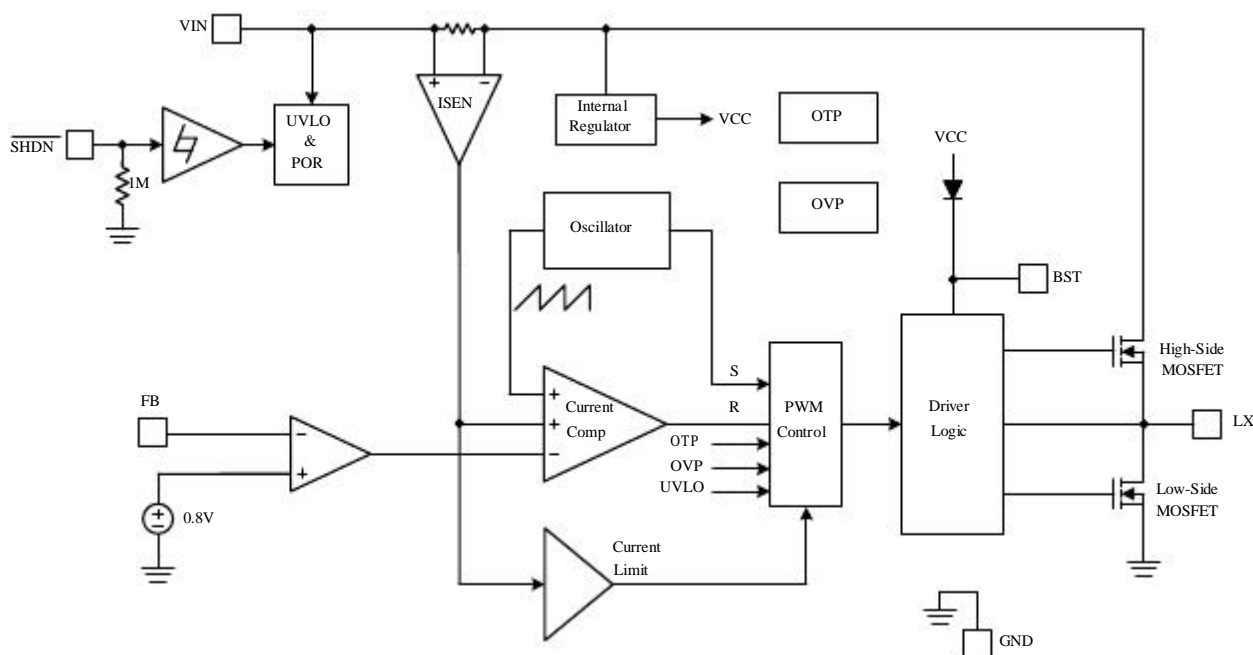 VIN
+ −
ISEN
SHDN
1M
UVLO
&
POR
Internal
Regulator
VCC
OTP
VCC
OVP
Oscillator
BST
High-Side
MOSFET
S
R
FB
−
+
+
+
−
Current
Comp
PWM
Control
Driver
Logic
LX
OTP
OVP
UVLO
+
−
0.8V
Low-Side
MOSFET
Current
Limit
GND